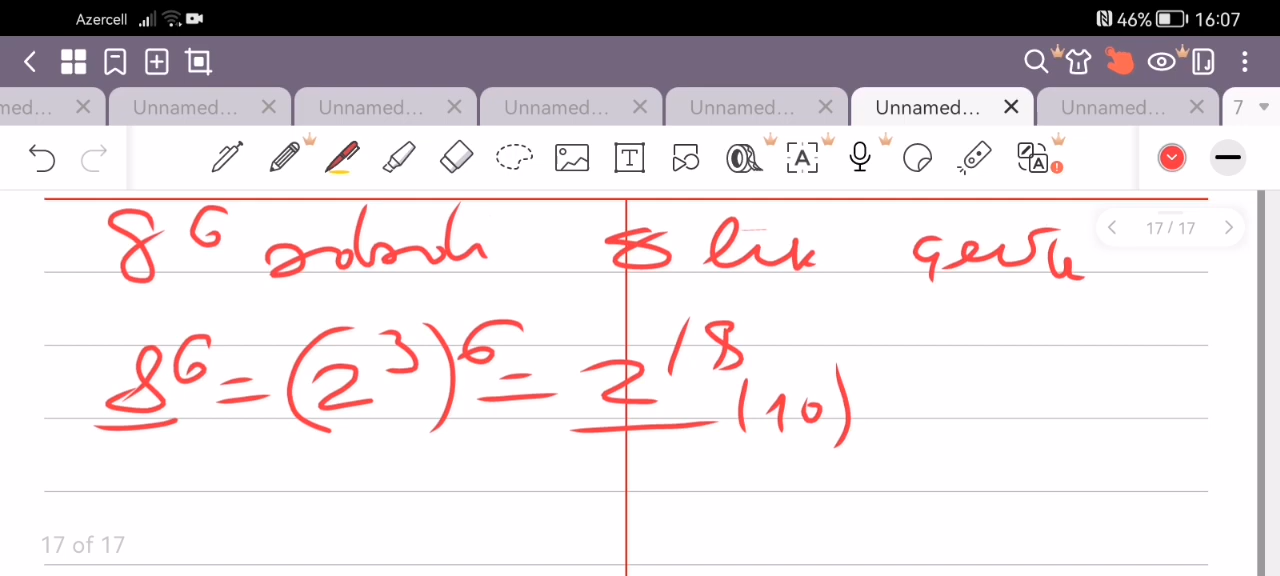 Azercell 46% 16:07
med... Unnamed... Unnamed... Unnamed... Unnamed... Unnamed... Unnamed... 7
8⁶ 8 lik
17 / 17
8⁶ = (2³)⁶ = 2¹⁸ (10)
17 of 17